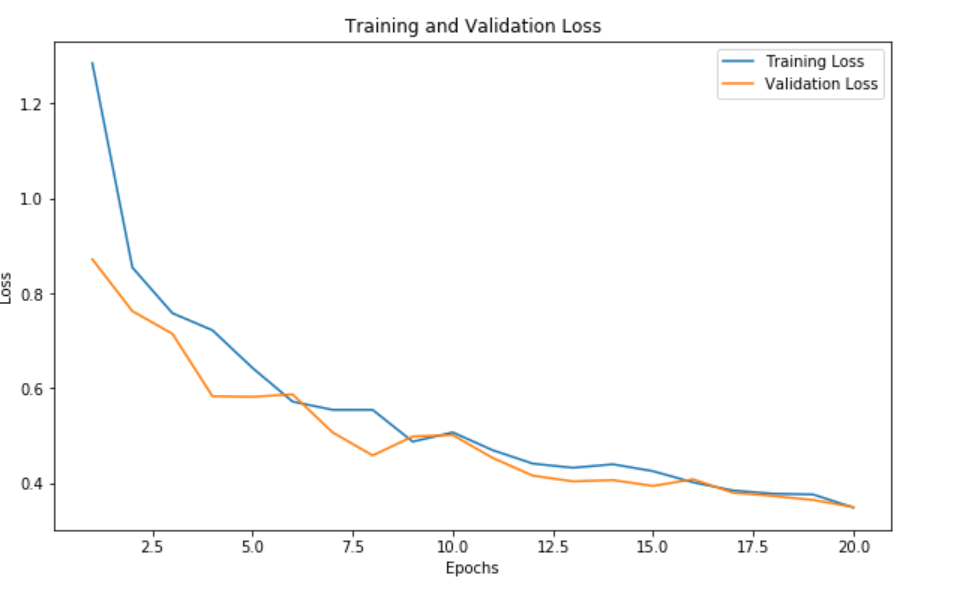 Training and Validation Loss
Training Loss
Validation Loss
1.2
1.0
0.8
0.6
0.4
Loss
2.5 5.0 7.5 10.0 12.5 15.0 17.5 20.0
Epochs